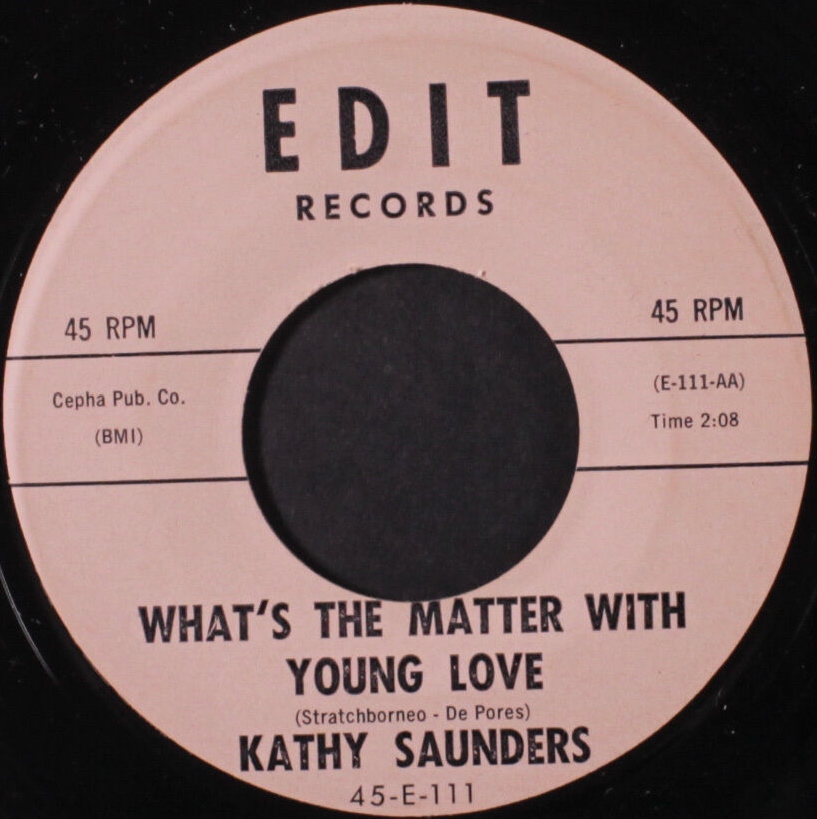 EDIT
RECORDS
45 RPM
45 RPM
Cepha Pub. Co.
(BMI)
(E-111-AA)
Time 2:08
WHAT'S THE MATTER WITH
YOUNG LOVE
(Stratchborneo - De Pores)
KATHY SAUNDERS
45-E-111